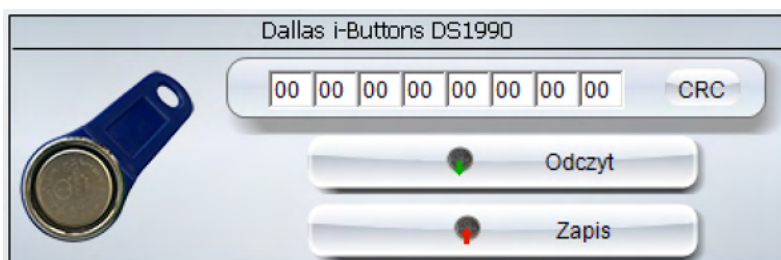 Dallas i-Buttons DS1990
00 00 00 00 00 00 00 00 CRC
Odczyt
Zapis